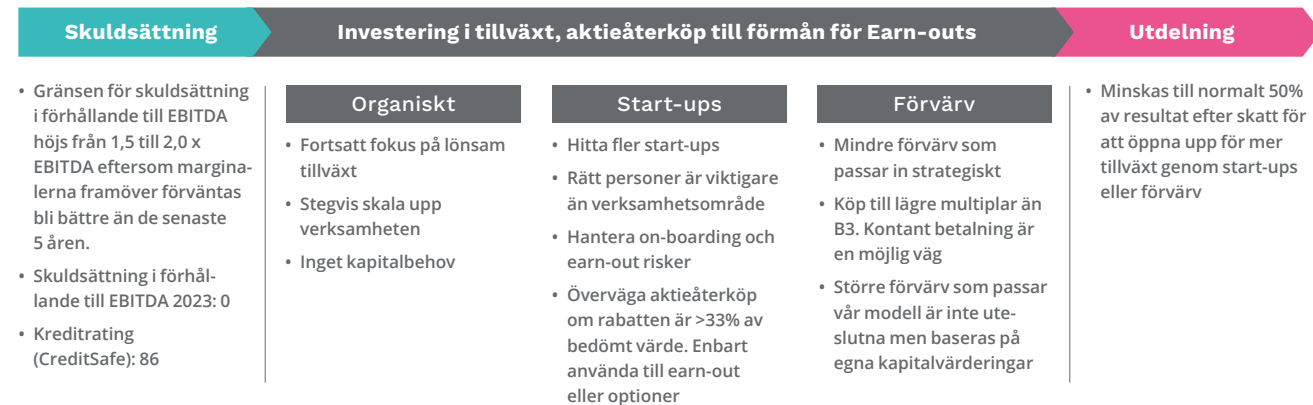 Skuldsättning
Investering i tillväxt, aktieåterköp till förmån för Earn-outs
Utdelning
• Gränsen för skuldsättning
i förhållande till EBITDA
höjs från 1,5 till 2,0 x
EBITDA eftersom margina-
lerna framöver förväntas
bli bättre än de senaste
5 åren.
• Skuldsättning i förhål-
lande till EBITDA 2023: 0
• Kreditrating
(CreditSafe): 86
Organiskt
• Fortsatt fokus på lönsam
tillväxt
• Stegvis skala upp
verksamheten
• Inget kapitalbehov
Start-ups
• Hitta fler start-ups
• Rätt personer är viktigare
än verksamhetsområde
• Hantera on-boarding och
earn-out risker
• Överväga aktieåterköp
om rabatten är >33% av
bedömt värde. Enbart
använda till earn-out
eller optioner
Förvärv
• Mindre förvärv som
passar in strategiskt
• Köp till lägre multiplar än
B3. Kontant betalning är
en möjlig väg
• Större förvärv som passar
vår modell är inte ute-
slutna men baseras på
egna kapitalvärderingar
• Minskas till normalt 50%
av resultat efter skatt för
att öppna upp för mer
tillväxt genom start-ups
eller förvärv